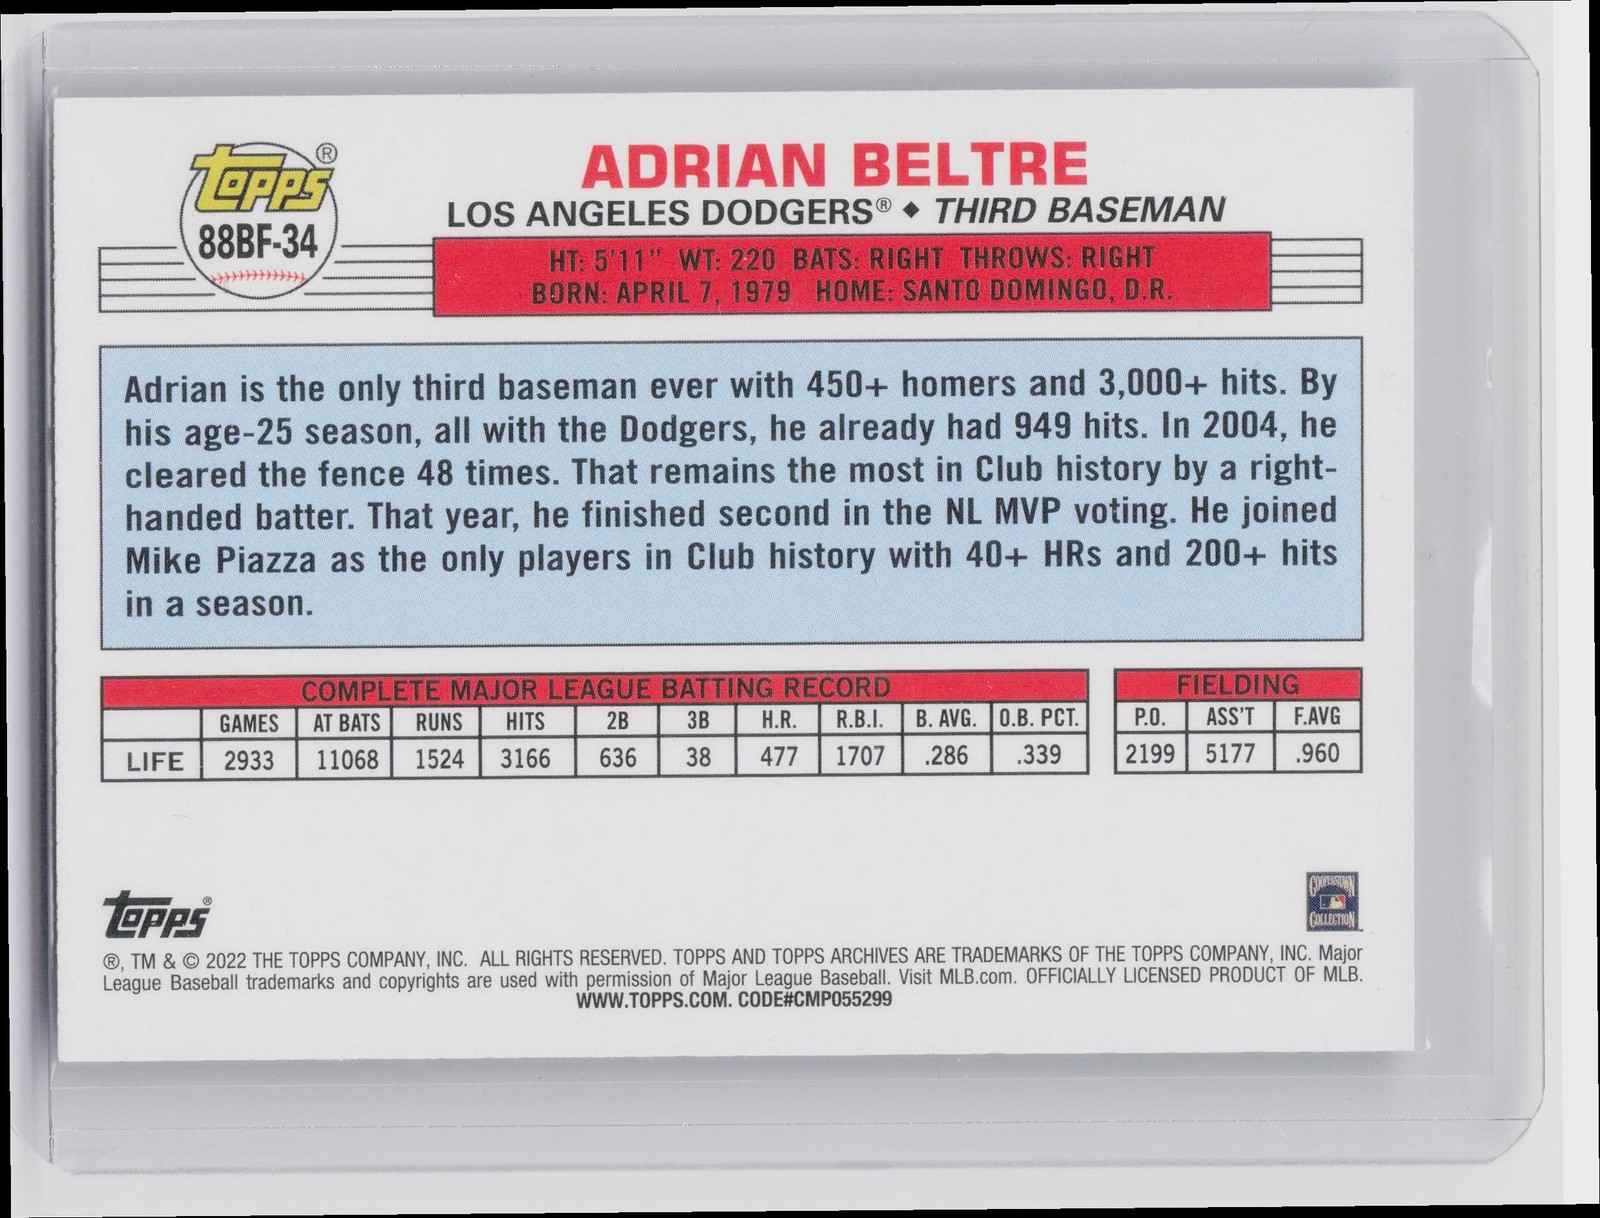 Topps®
88BF-34
ADRIAN BELTRE
LOS ANGELES DODGERS® ◆ THIRD BASEMAN
HT: 5'11" WT: 220 BATS: RIGHT THROWS: RIGHT
BORN: APRIL 7, 1979 HOME: SANTO DOMINGO, D.R.
Adrian is the only third baseman ever with 450+ homers and 3,000+ hits. By
his age-25 season, all with the Dodgers, he already had 949 hits. In 2004, he
cleared the fence 48 times. That remains the most in Club history by a right-
handed batter. That year, he finished second in the NL MVP voting. He joined
Mike Piazza as the only players in Club history with 40+ HRs and 200+ hits
in a season.
COMPLETE MAJOR LEAGUE BATTING RECORD
GAMES AT BATS RUNS HITS 2B 3B H.R. R.B.I. B. AVG. O.B. PCT.
LIFE 2933 11068 1524 3166 636 38 477 1707 .286 .339
FIELDING
P.O. ASS'T F.AVG
2199 5177 .960
Topps®
COOPERSTOWN
COLLECTION
®, TM & © 2022 THE TOPPS COMPANY, INC. ALL RIGHTS RESERVED. TOPPS AND TOPPS ARCHIVES ARE TRADEMARKS OF THE TOPPS COMPANY, INC. Major
League Baseball trademarks and copyrights are used with permission of Major League Baseball. Visit MLB.com. OFFICIALLY LICENSED PRODUCT OF MLB.
WWW.TOPPS.COM. CODE#CMP055299